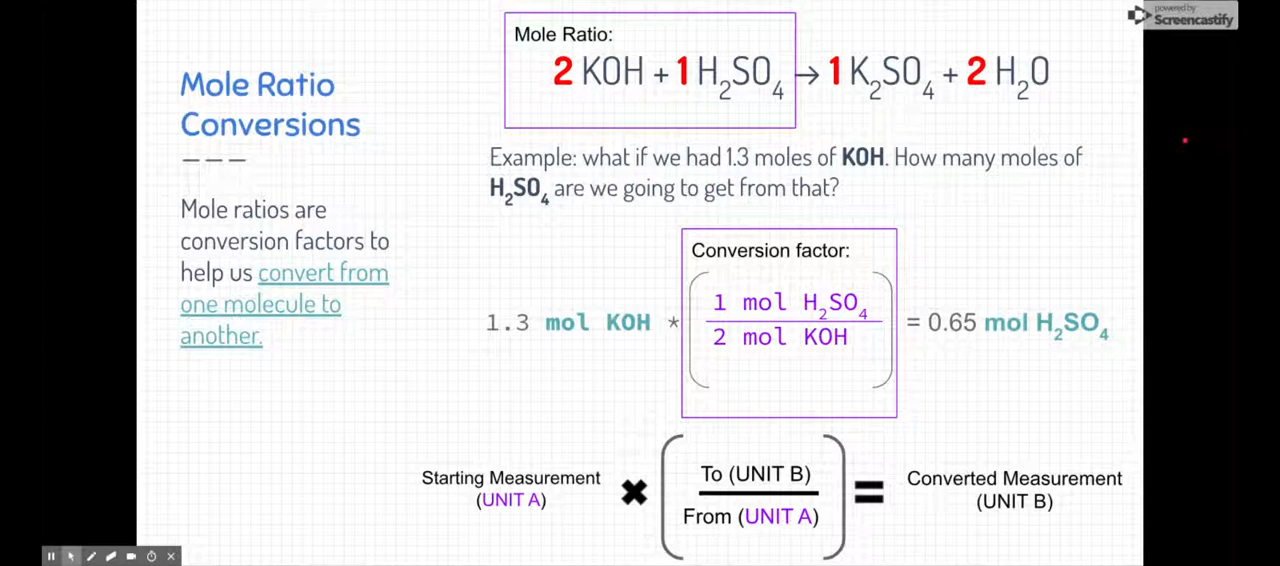 powered by
Screencastify
Mole Ratio:
2 KOH + 1 H₂SO₄ → 1 K₂SO₄ + 2 H₂O
Mole Ratio
Conversions
Example: what if we had 1.3 moles of KOH. How many moles of
H₂SO₄ are we going to get from that?
Mole ratios are
conversion factors to
help us convert from
one molecule to
another.
Conversion factor:
1.3 mol KOH * (1 mol H₂SO₄ / 2 mol KOH) = 0.65 mol H₂SO₄
Starting Measurement
(UNIT A)
✖
To (UNIT B)
From (UNIT A)
=
Converted Measurement
(UNIT B)